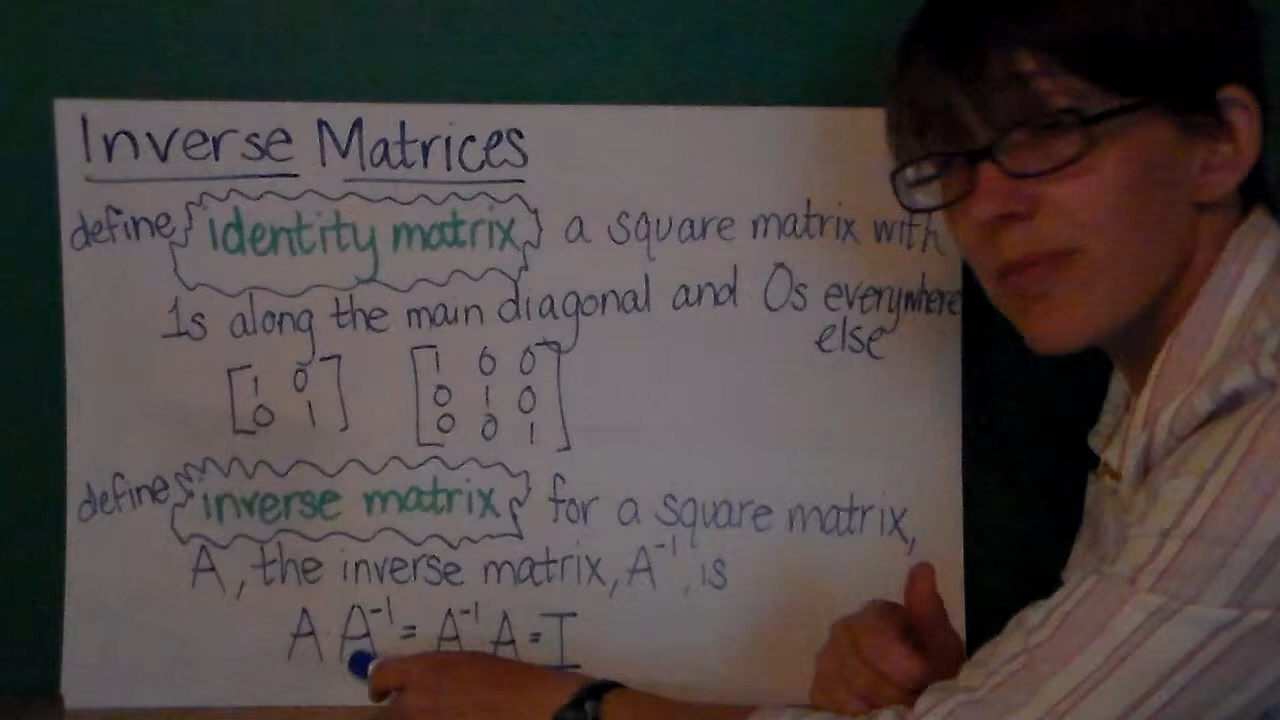 Inverse Matrices
define identity matrix a square matrix with
1s along the main diagonal and 0s everywhere
else
[1 0] [1 0 0]
[0 1] [0 1 0]
[0 0 1]
define inverse matrix for a square matrix,
A, the inverse matrix, A⁻¹, is
A A⁻¹ = A⁻¹ A = I